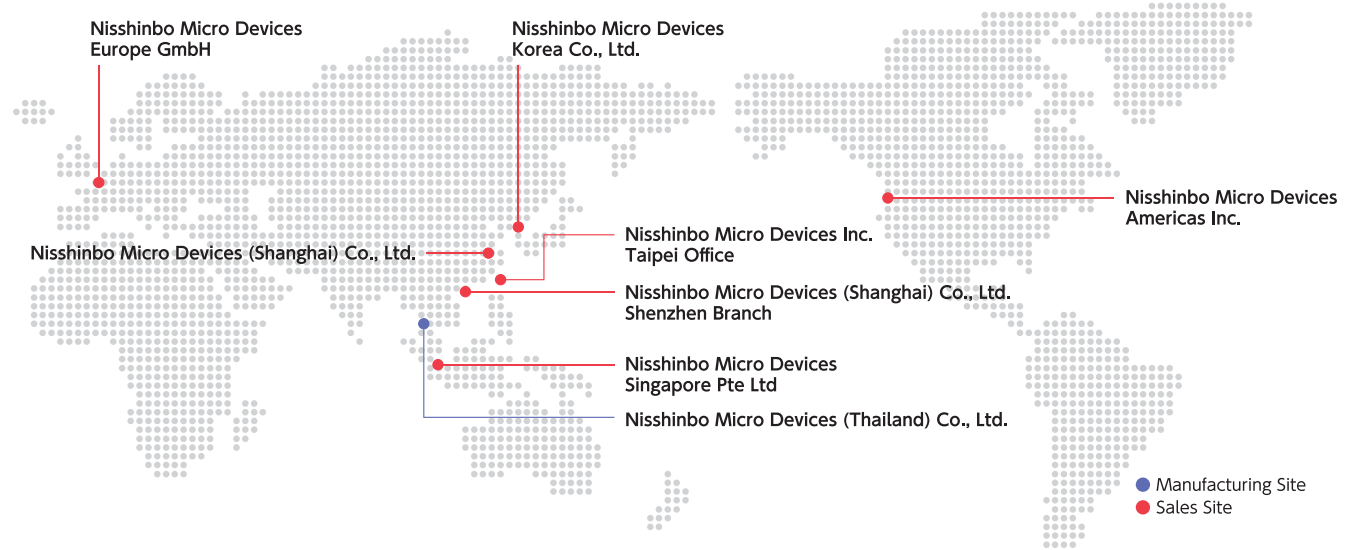 Nisshinbo Micro Devices
Europe GmbH
Nisshinbo Micro Devices
Korea Co., Ltd.
Nisshinbo Micro Devices
Americas Inc.
Nisshinbo Micro Devices (Shanghai) Co., Ltd.
Nisshinbo Micro Devices Inc.
Taipei Office
Nisshinbo Micro Devices (Shanghai) Co., Ltd.
Shenzhen Branch
Nisshinbo Micro Devices
Singapore Pte Ltd
Nisshinbo Micro Devices (Thailand) Co., Ltd.
Manufacturing Site
Sales Site